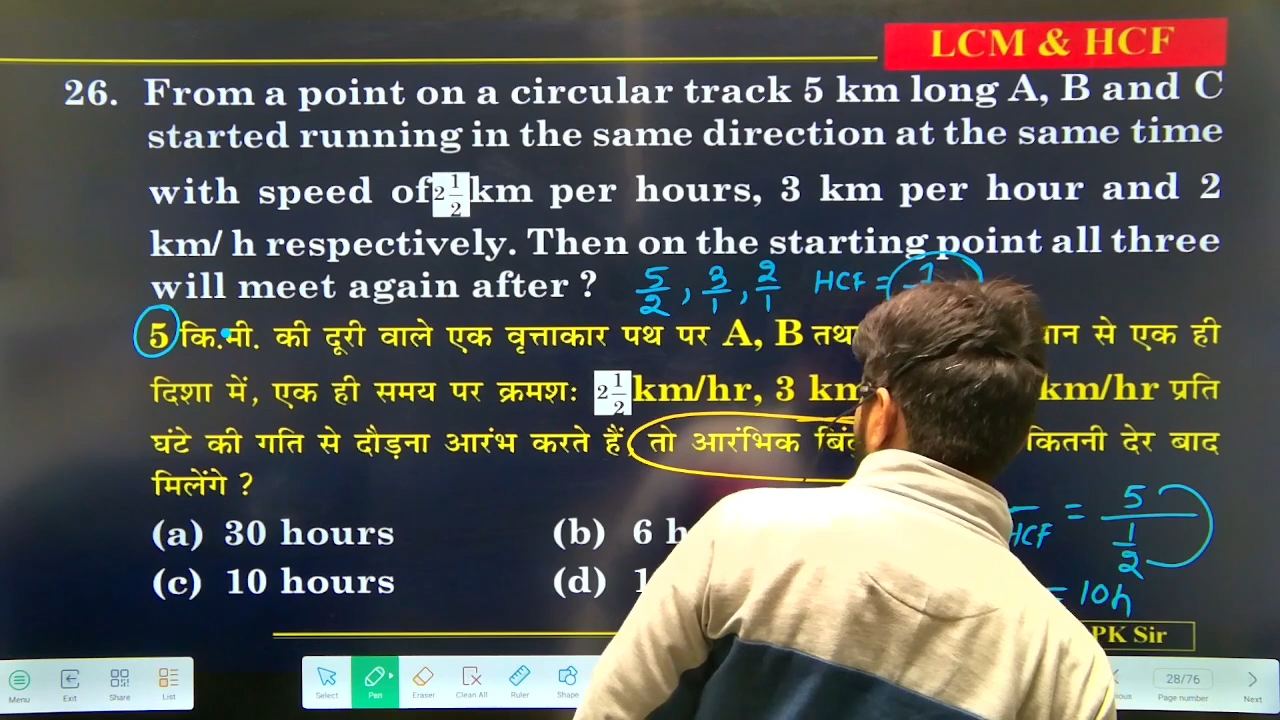 LCM & HCF
26. From a point on a circular track 5 km long A, B and C
started running in the same direction at the same time
with speed of 2 1/2 km per hours, 3 km per hour and 2
km/ h respectively. Then on the starting point all three
will meet again after ?
5/2, 3/1, 2/1 HCF = 1
5 कि.मी. की दूरी वाले एक वृत्ताकार पथ पर A, B तथा से एक ही
दिशा में, एक ही समय पर क्रमशः 2 1/2 km/hr, 3 km/hr प्रति
घंटे की गति से दौड़ना आरंभ करते हैं तो आरंभिक कितनी देर बाद
मिलेंगे ?
HCF = 5/(1/2)
= 10h
(a) 30 hours (b) 6
(c) 10 hours (d)
PK Sir
Menu Exit Share List Select Pen Eraser Clean All Ruler Shape 28/76 Page number Next